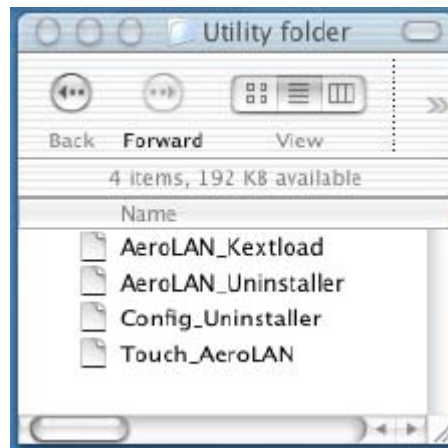 Utility folder
Back Forward View
4 items, 192 KB available
Name
AeroLAN_Kextload
AeroLAN_Uninstaller
Config_Uninstaller
Touch_AeroLAN